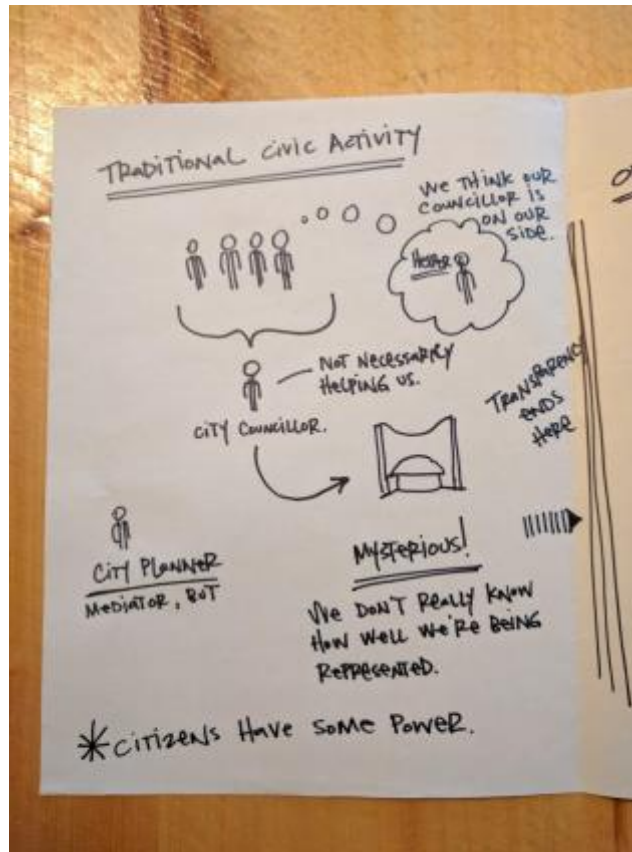 TRADITIONAL CIVIC ACTIVITY
WE THINK OUR
COUNCILLOR IS
ON OUR
SIDE.
NOT NECESSARILY
HELPING US.
CITY COUNCILLOR.
TRANSPARENCY
ENDS
HERE
CITY PLANNER
MEDIATOR, BOT
MYSTERIOUS!
WE DON'T REALLY KNOW
HOW WELL WE'RE BEING
REPRESENTED.
*CITIZENS HAVE SOME POWER.